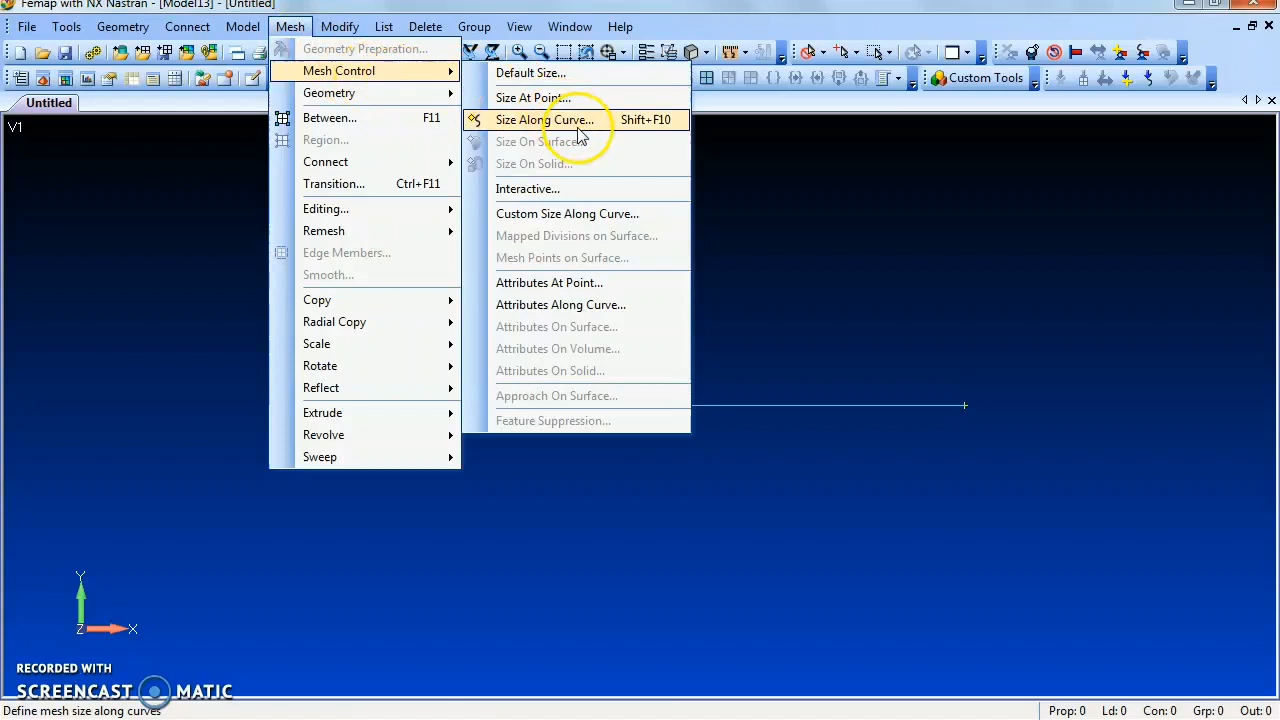 Femap with NX Nastran - [Model13] - [Untitled]
File Tools Geometry Connect Model Mesh Modify List Delete Group View Window Help
Geometry Preparation...
Mesh Control
Geometry
Between... F11
Region...
Connect
Transition... Ctrl+F11
Editing...
Remesh
Edge Members...
Smooth...
Copy
Radial Copy
Scale
Rotate
Reflect
Extrude
Revolve
Sweep
Default Size...
Size At Point...
Size Along Curve... Shift+F10
Size On Surface...
Size On Solid...
Interactive...
Custom Size Along Curve...
Mapped Divisions on Surface...
Mesh Points on Surface...
Attributes At Point...
Attributes Along Curve...
Attributes On Surface...
Attributes On Volume...
Attributes On Solid...
Approach On Surface...
Feature Suppression...
Custom Tools
Untitled
V1
Y
Z X
RECORDED WITH
SCREENCAST MATIC
Define mesh size along curves
Prop: 0 Ld: 0 Con: 0 Grp: 0 Out: 0